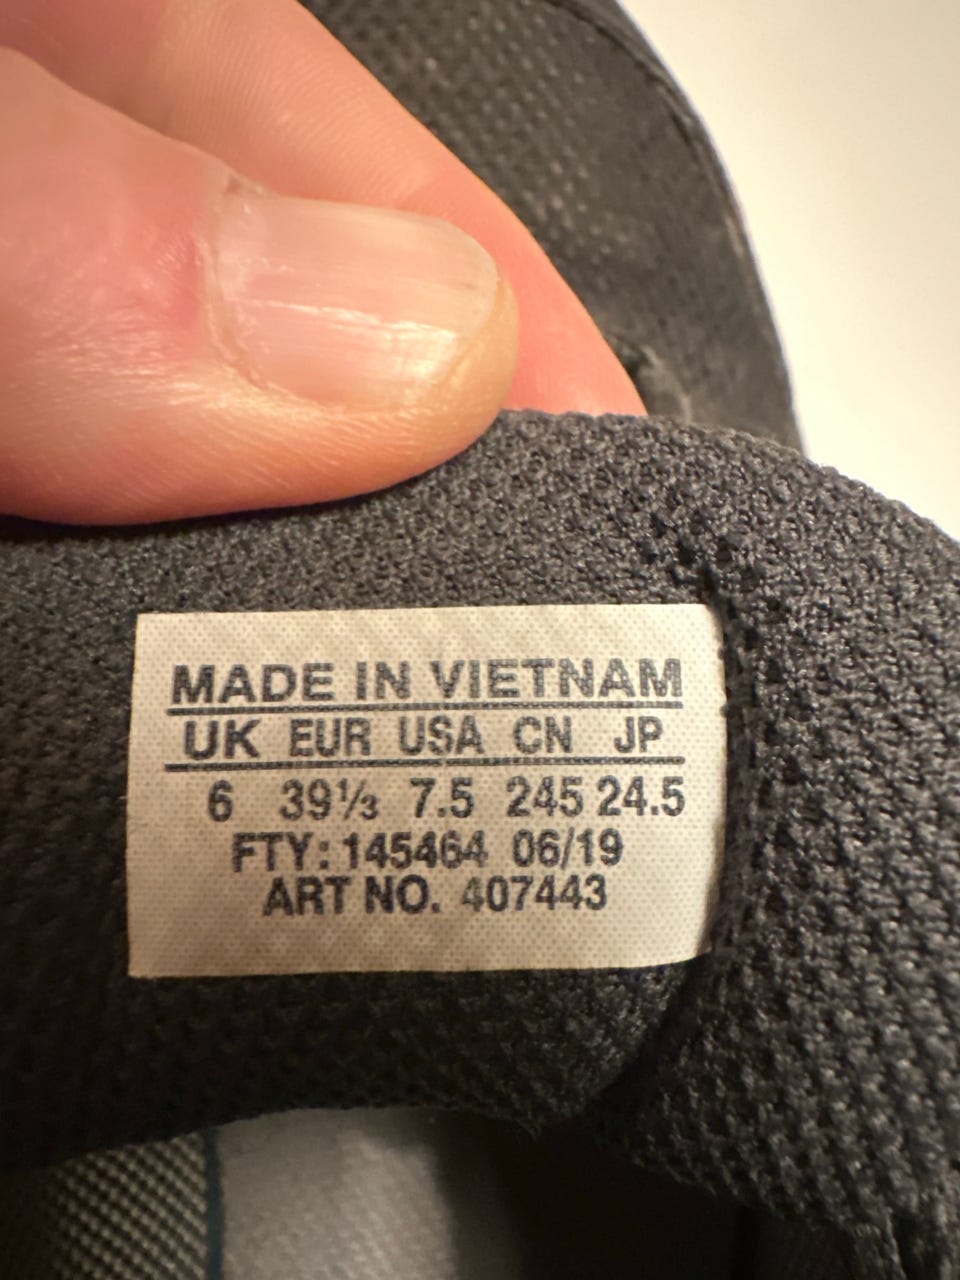 MADE IN VIETNAM
UK EUR USA CN JP
6 39⅓ 7.5 245 24.5
FTY: 145464 06/19
ART NO. 407443